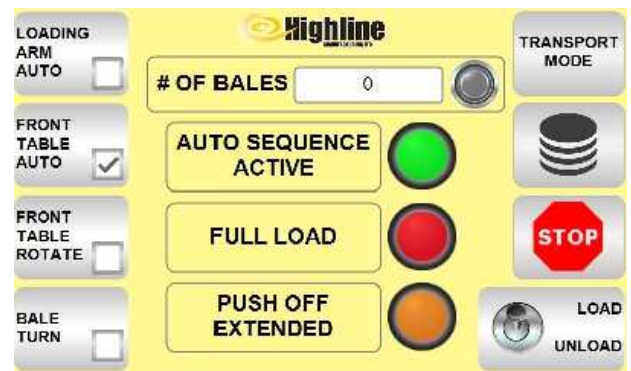 LOADING
ARM
AUTO
Highline
TRANSPORT
MODE
# OF BALES
0
FRONT
TABLE
AUTO
AUTO SEQUENCE
ACTIVE
FRONT
TABLE
ROTATE
FULL LOAD
STOP
BALE
TURN
PUSH OFF
EXTENDED
LOAD
UNLOAD